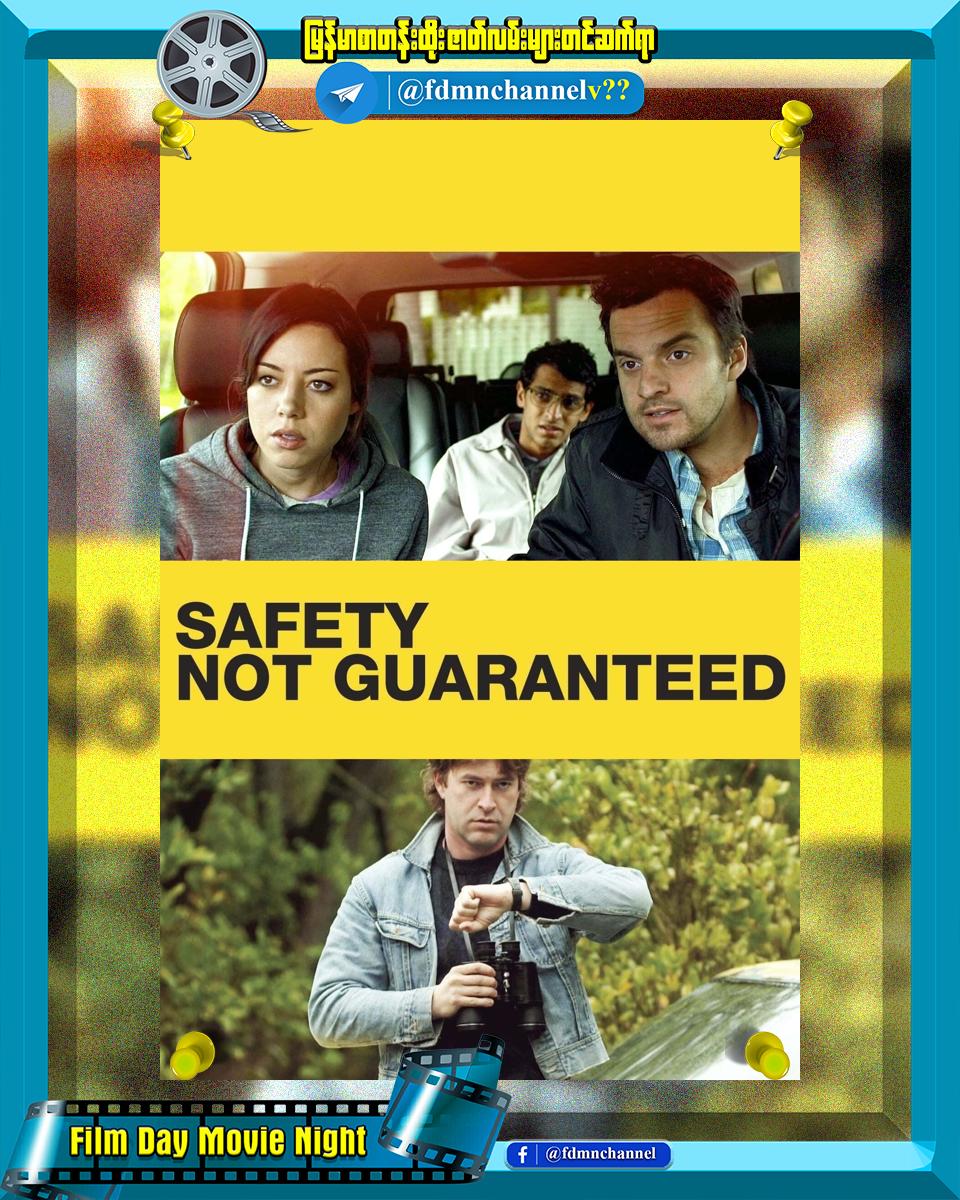 မြန်မာစာတန်းထိုးဇာတ်လမ်းများတင်ဆက်ရာ
@fdmnchannelv??
SAFETY
NOT GUARANTEED
Film Day Movie Night
f @fdmnchannel